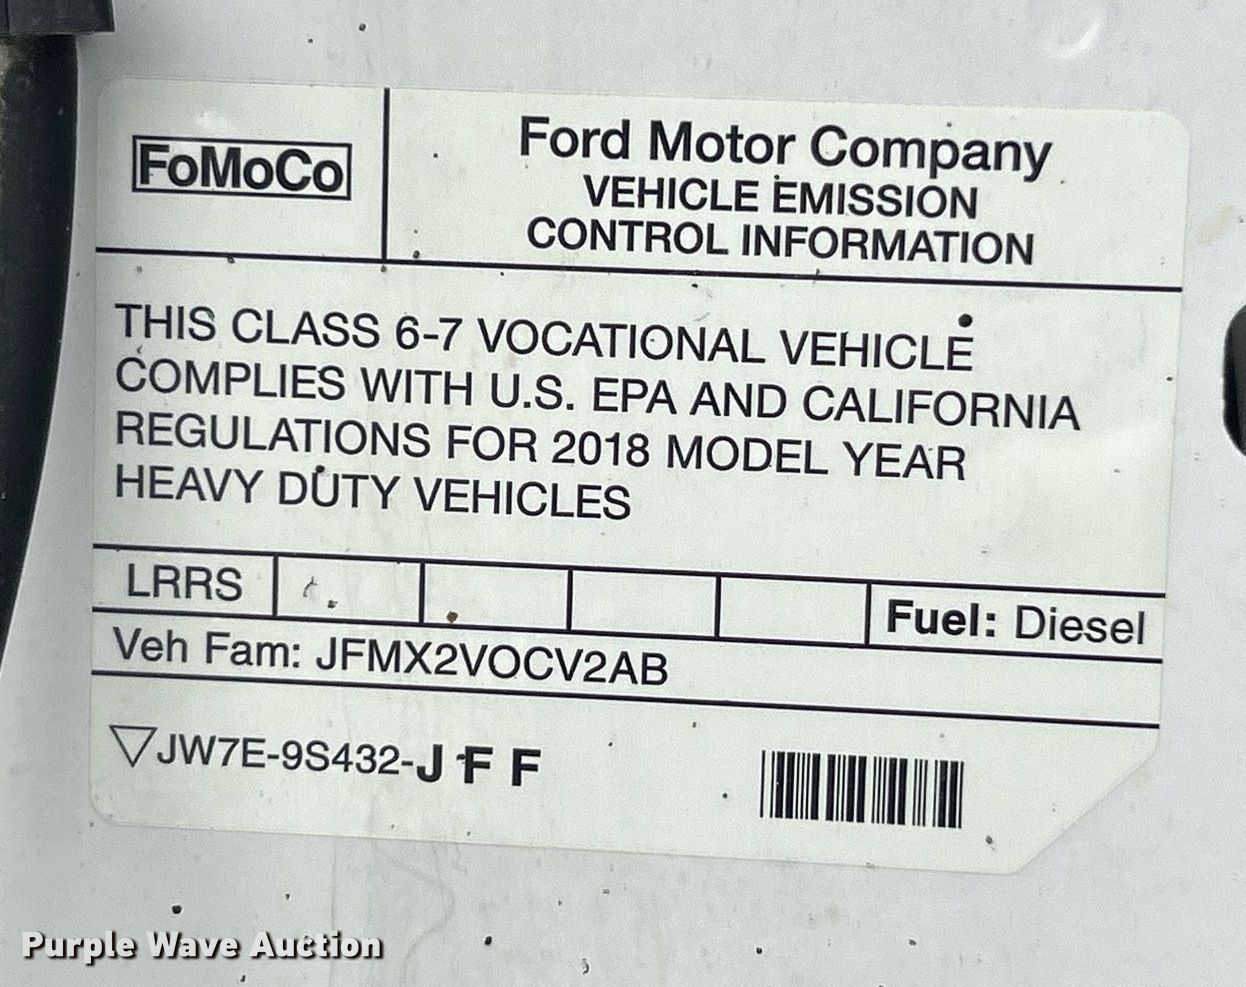 FoMoCo
Ford Motor Company
VEHICLE EMISSION
CONTROL INFORMATION
THIS CLASS 6-7 VOCATIONAL VEHICLE
COMPLIES WITH U.S. EPA AND CALIFORNIA
REGULATIONS FOR 2018 MODEL YEAR
HEAVY DUTY VEHICLES
LRRS Fuel: Diesel
Veh Fam: JFMX2VOCV2AB
▽JW7E-9S432-JFF
Purple Wave Auction